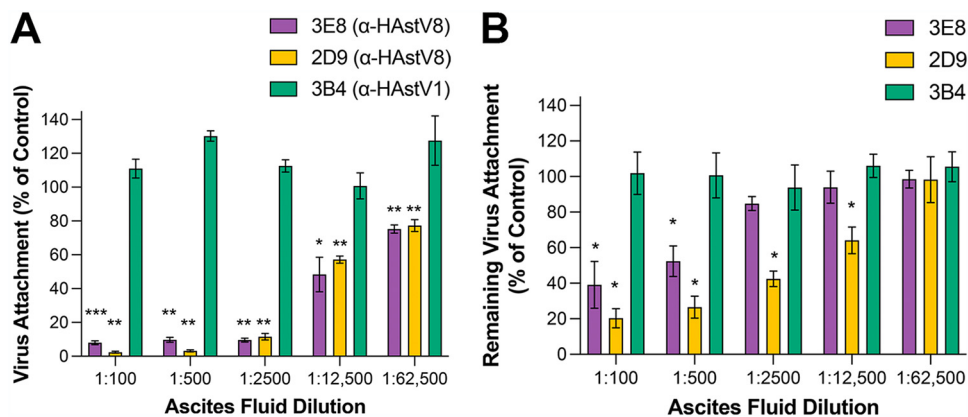 A
3E8 (α-HAstV8)
2D9 (α-HAstV8)
3B4 (α-HAstV1)
Virus Attachment (% of Control)
140
120
100
80
60
40
20
0
*** ** ** ** ** ** * ** ** **
1:100 1:500 1:2500 1:12,500 1:62,500
Ascites Fluid Dilution
B
3E8
2D9
3B4
Remaining Virus Attachment
(% of Control)
140
120
100
80
60
40
20
0
* * * * * *
1:100 1:500 1:2500 1:12,500 1:62,500
Ascites Fluid Dilution